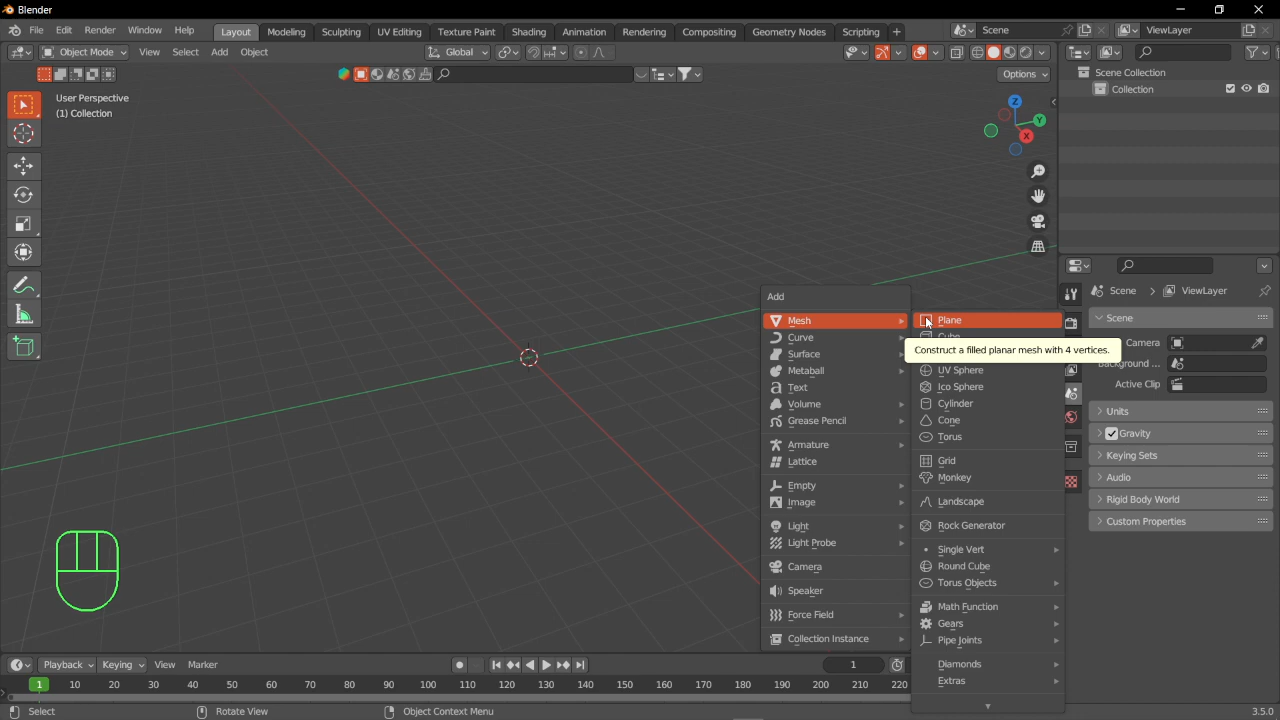 Blender
File Edit Render Window Help Layout Modeling Sculpting UV Editing Texture Paint Shading Animation Rendering Compositing Geometry Nodes Scripting + Scene ViewLayer
Object Mode View Select Add Object Global
Options
User Perspective
(1) Collection
Z
Y
X
Scene Collection
Collection
Scene > ViewLayer
Scene
Camera
Background ...
Active Clip
Units
Gravity
Keying Sets
Audio
Rigid Body World
Custom Properties
Add
Mesh
Curve
Surface
Metaball
Text
Volume
Grease Pencil
Armature
Lattice
Empty
Image
Light
Light Probe
Camera
Speaker
Force Field
Collection Instance
Plane
Cube
Construct a filled planar mesh with 4 vertices.
UV Sphere
Ico Sphere
Cylinder
Cone
Torus
Grid
Monkey
Landscape
Rock Generator
Single Vert
Round Cube
Torus Objects
Math Function
Gears
Pipe Joints
Diamonds
Extras
Playback Keying View Marker 1
1 10 20 30 40 50 60 70 80 90 100 110 120 130 140 150 160 170 180 190 200 210 220
Select Rotate View Object Context Menu 3.5.0